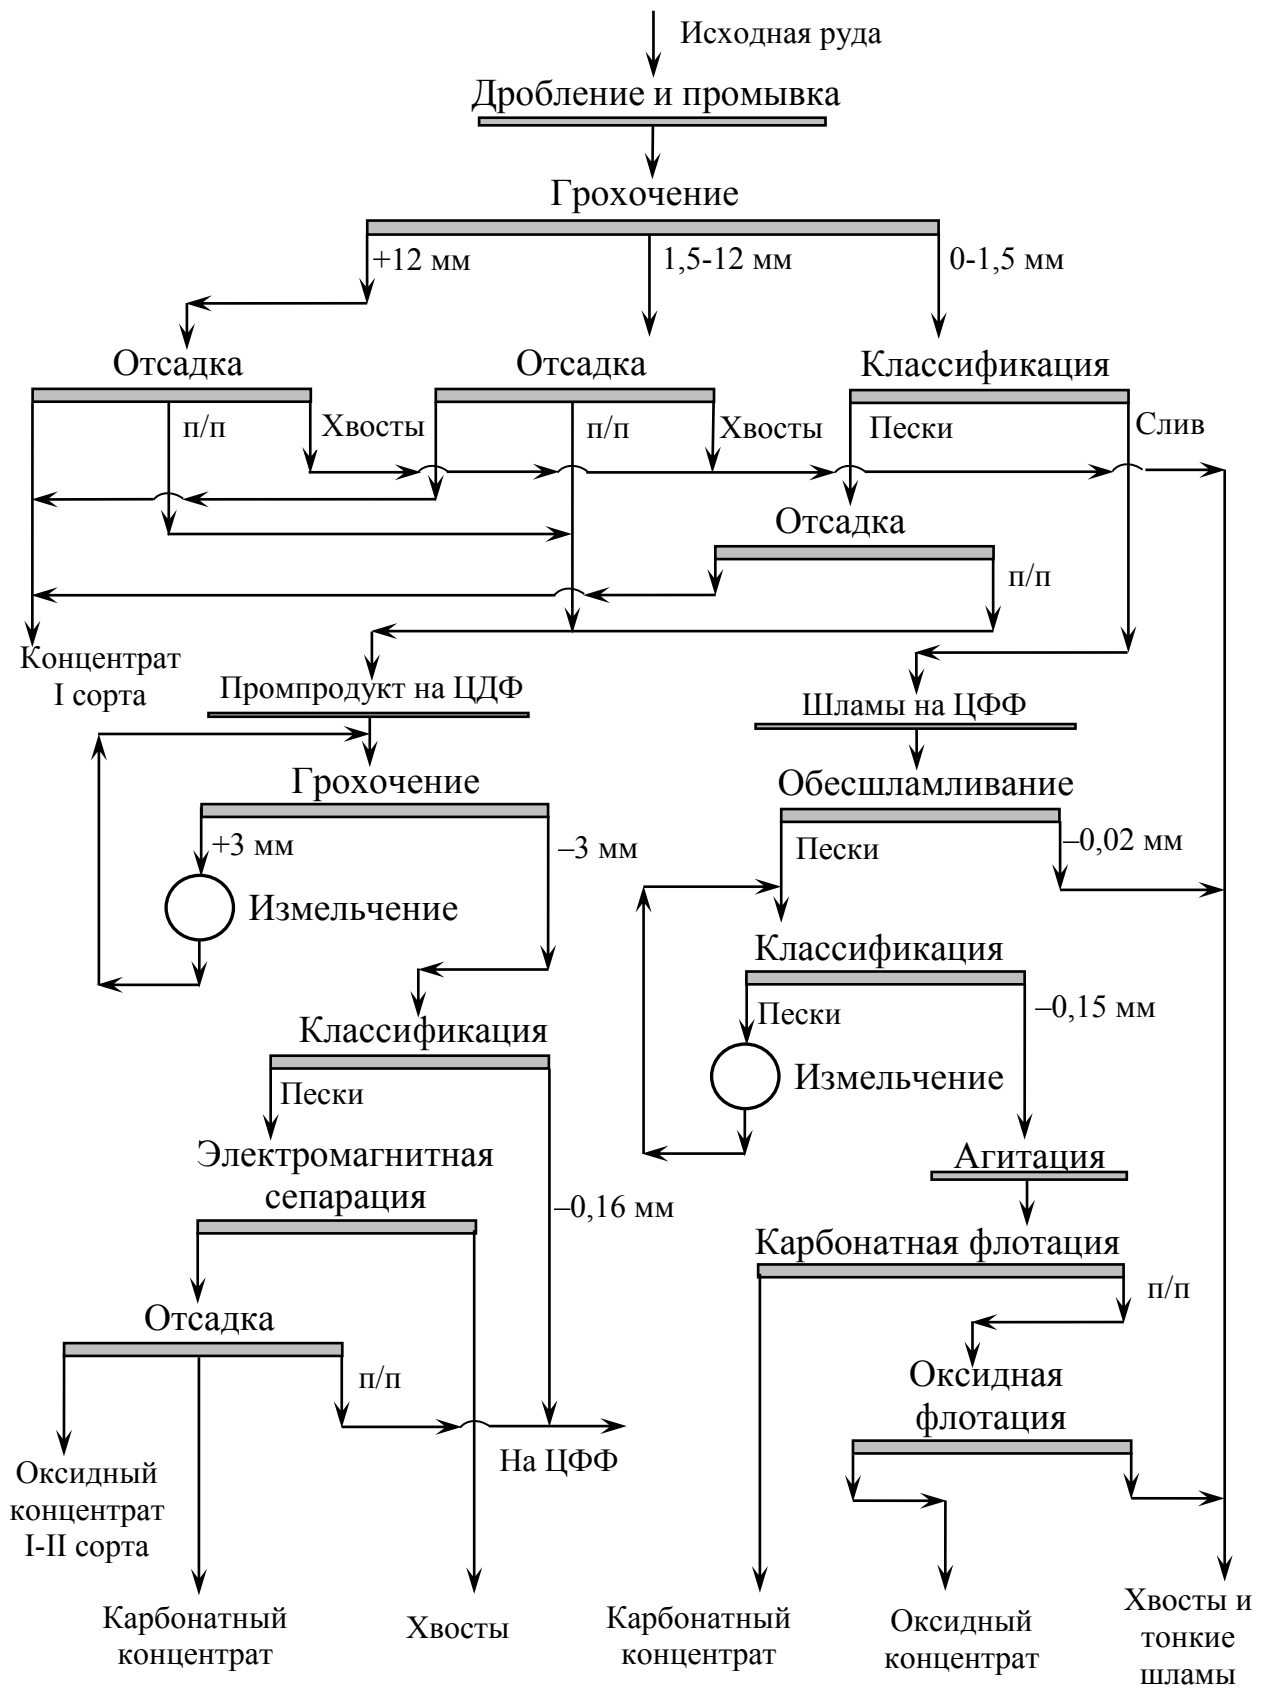 Исходная руда
Дробление и промывка
Грохочение
+12 мм
1,5-12 мм
0-1,5 мм
Отсадка
Отсадка
Классификация
п/п
Хвосты
п/п
Хвосты
Пески
Слив
Отсадка
п/п
Концентрат
I сорта
Промпродукт на ЦДФ
Шламы на ЦФФ
Грохочение
Обесшламливание
+3 мм
–3 мм
Пески
–0,02 мм
Измельчение
Классификация
Пески
–0,15 мм
Классификация
Измельчение
Пески
Электромагнитная
сепарация
–0,16 мм
Агитация
Карбонатная флотация
п/п
Отсадка
п/п
Оксидная
флотация
На ЦФФ
Оксидный
концентрат
I-II сорта
Карбонатный
концентрат
Хвосты
Карбонатный
концентрат
Оксидный
концентрат
Хвосты и
тонкие
шламы